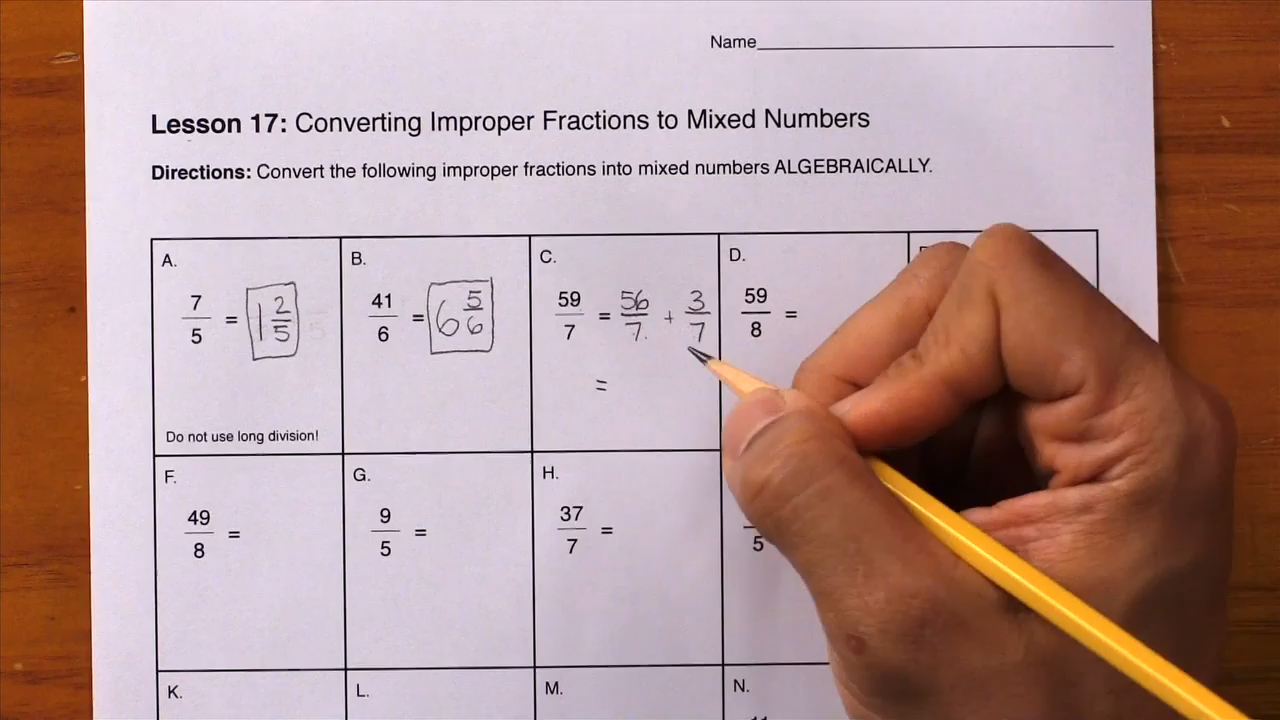 Name
Lesson 17: Converting Improper Fractions to Mixed Numbers
Directions: Convert the following improper fractions into mixed numbers ALGEBRAICALLY.
A.
7/5 = 1 2/5
Do not use long division!
B.
41/6 = 6 5/6
C.
59/7 = 56/7 + 3/7
=
D.
59/8 =
F.
49/8 =
G.
9/5 =
H.
37/7 =
5
K.
L.
M.
N.